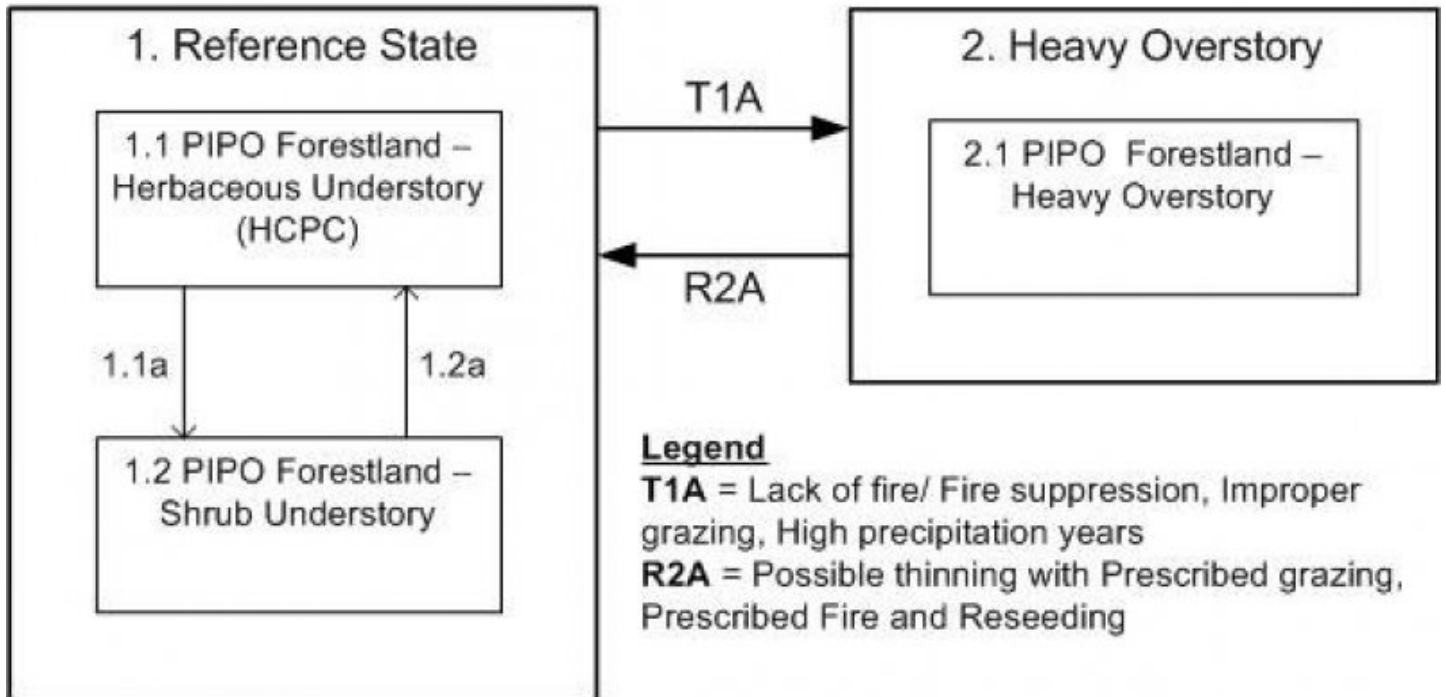 1. Reference State
1.1 PIPO Forestland –
Herbaceous Understory
(HCPC)
1.1a
1.2a
1.2 PIPO Forestland –
Shrub Understory
T1A
R2A
2. Heavy Overstory
2.1 PIPO Forestland –
Heavy Overstory
Legend
T1A = Lack of fire/ Fire suppression, Improper
grazing, High precipitation years
R2A = Possible thinning with Prescribed grazing,
Prescribed Fire and Reseeding